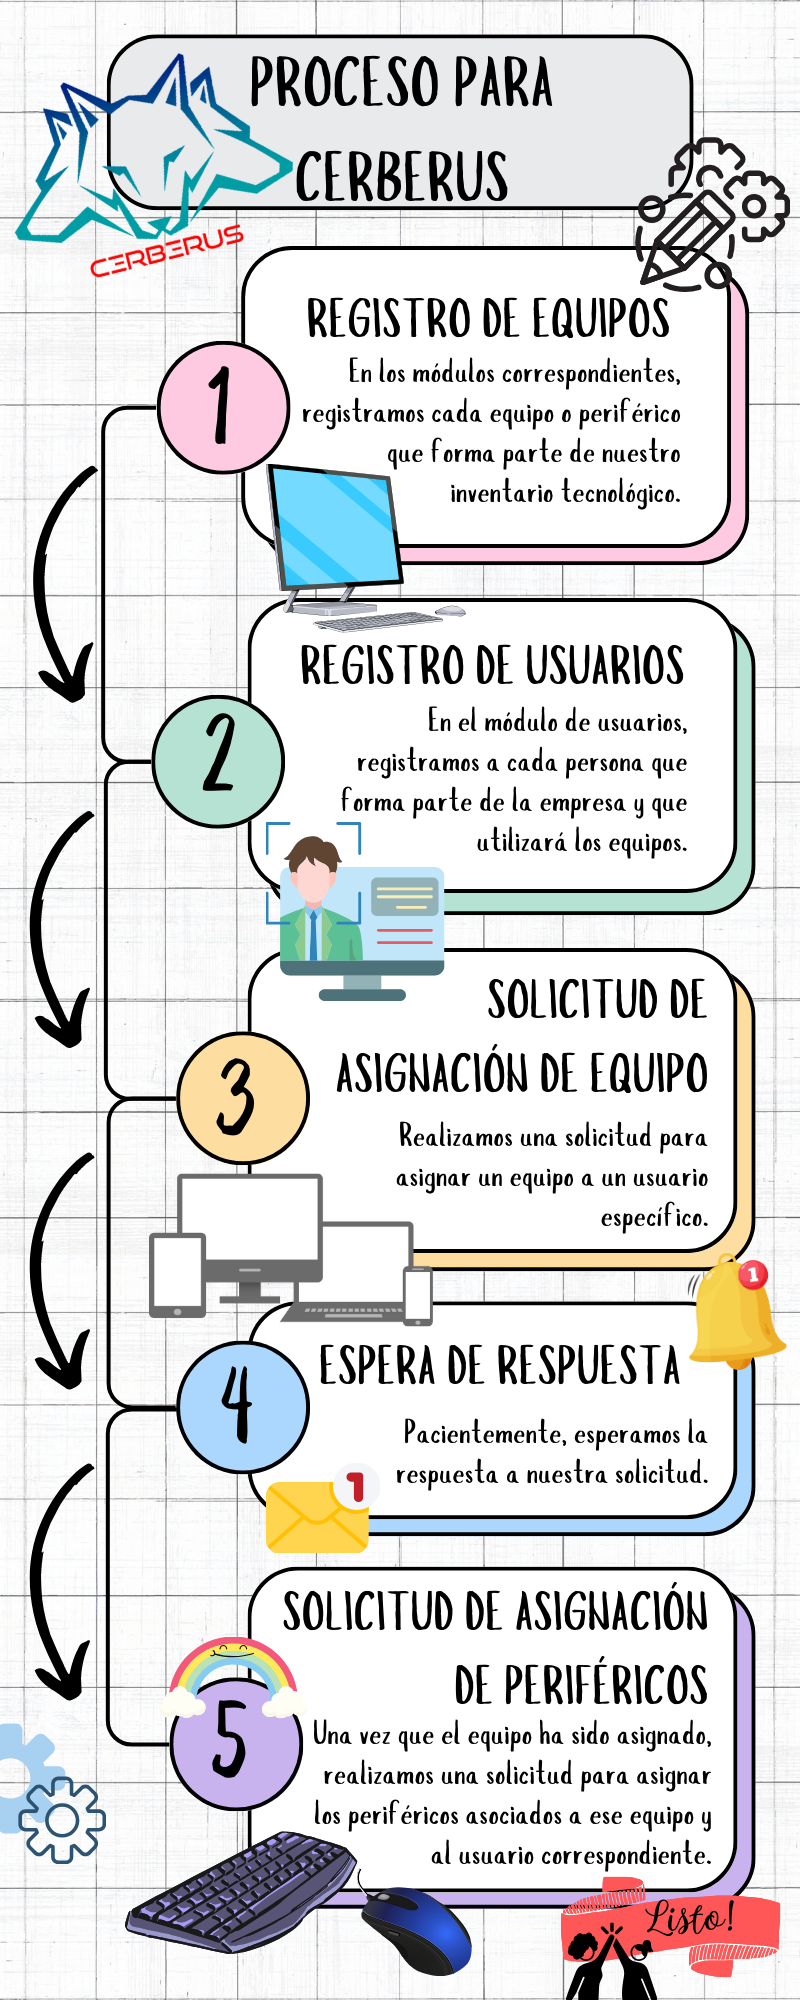 PROCESO PARA
CERBERUS
CERBERUS
REGISTRO DE EQUIPOS
1
En los módulos correspondientes,
registramos cada equipo o periférico
que forma parte de nuestro
inventario tecnológico.
REGISTRO DE USUARIOS
2
En el módulo de usuarios,
registramos a cada persona que
forma parte de la empresa y que
utilizará los equipos.
SOLICITUD DE
ASIGNACIÓN DE EQUIPO
3
Realizamos una solicitud para
asignar un equipo a un usuario
específico.
1
ESPERA DE RESPUESTA
4
Pacientemente, esperamos la
respuesta a nuestra solicitud.
1
SOLICITUD DE ASIGNACIÓN
DE PERIFÉRICOS
5
Una vez que el equipo ha sido asignado,
realizamos una solicitud para asignar
los periféricos asociados a ese equipo y
al usuario correspondiente.
Listo!